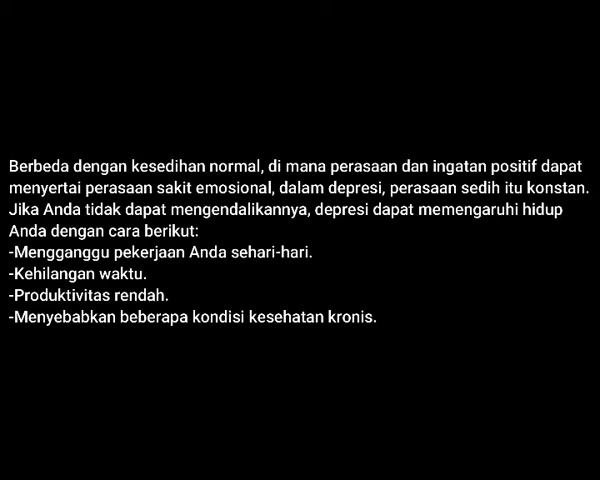 Berbeda dengan kesedihan normal, di mana perasaan dan ingatan positif dapat
menyertai perasaan sakit emosional, dalam depresi, perasaan sedih itu konstan.
Jika Anda tidak dapat mengendalikannya, depresi dapat memengaruhi hidup
Anda dengan cara berikut:
-Mengganggu pekerjaan Anda sehari-hari.
-Kehilangan waktu.
-Produktivitas rendah.
-Menyebabkan beberapa kondisi kesehatan kronis.